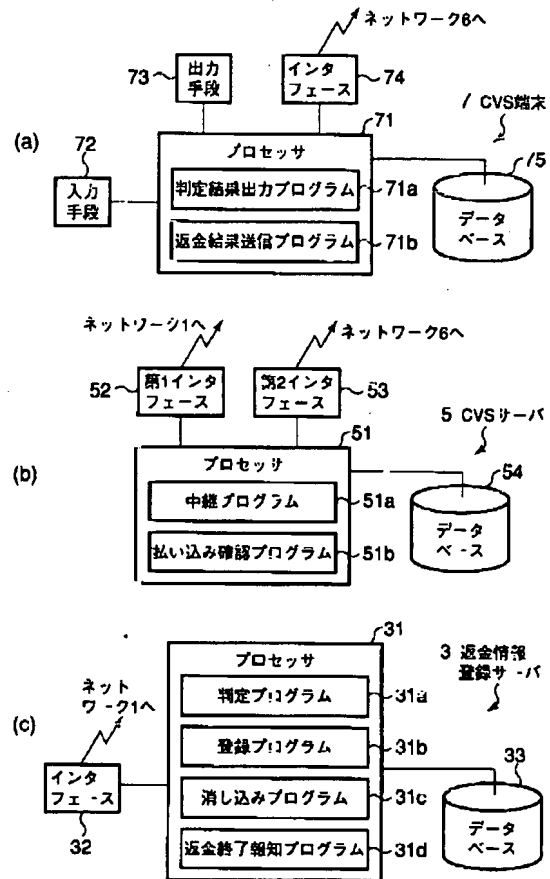 ネットワーク6へ
73
出力
手段
インタ
フェース
74
71
7 CVS端末
(a)
72
プロセッサ
75
入力
手段
判定結果出力プログラム
71a
データ
ベース
返金結果送信プログラム
71b
ネットワーク1へ
ネットワーク6へ
52
第1インタ
フェース
第2インタ
フェース
53
51
5 CVSサーバ
(b)
プロセッサ
54
中継プログラム
51a
データ
ベース
払い込み確認プログラム
51b
31
(c)
プロセッサ
3 返金情報
登録サーバ
ネット
ワーク1へ
判定プログラム
31a
登録プログラム
31b
33
インタ
フェース
消し込みプログラム
31c
データ
ベース
32
返金終了報知プログラム
31d